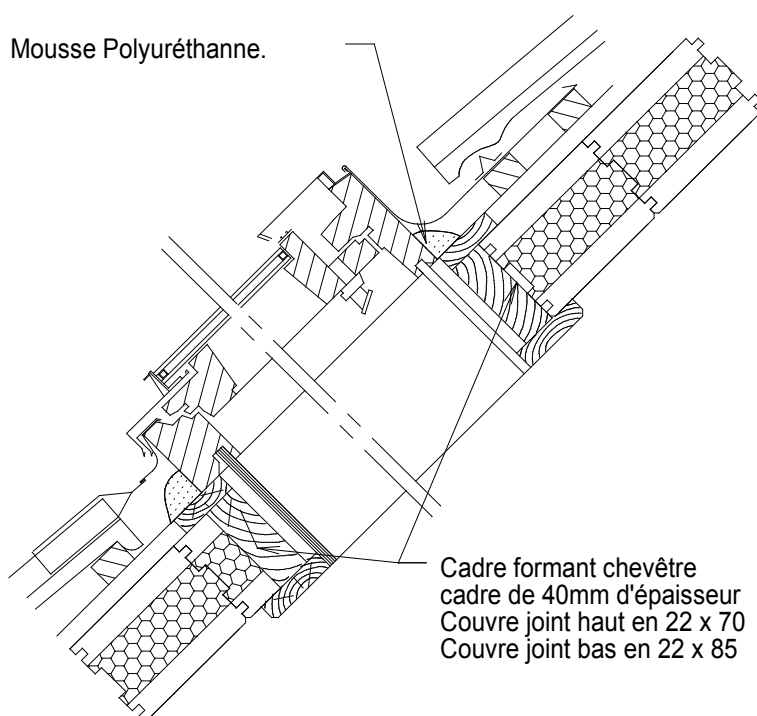 Mousse Polyuréthanne.
Cadre formant chevêtre
cadre de 40mm d'épaisseur
Couvre joint haut en 22 x 70
Couvre joint bas en 22 x 85